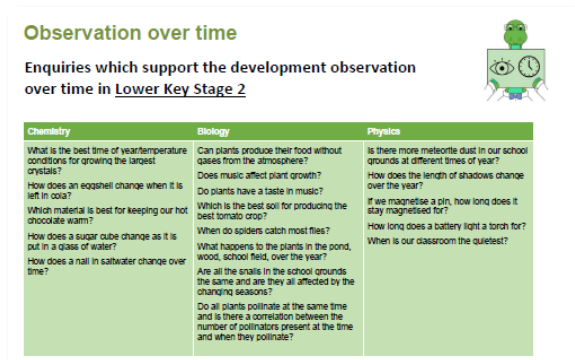 Observation over time
Enquiries which support the development observation
over time in Lower Key Stage 2
Chemistry
What is the best time of year/temperature
conditions for growing the largest
crystals?
How does an eggshell change when it is
left in cola?
Which material is best for keeping our hot
chocolate warm?
How does a sugar cube change as it is
put in a glass of water?
How does a nail in saltwater change over
time?
Biology
Can plants produce their food without
gases from the atmosphere?
Does music affect plant growth?
Do plants have a taste in music?
Which is the best soil for producing the
best tomato crop?
When do spiders catch most flies?
What happens to the plants in the pond,
wood, school field, over the year?
Are all the snails in the school grounds
the same and are they all affected by the
changing seasons?
Do all plants pollinate at the same time
and is there a correlation between the
number of pollinators present at the time
and when they pollinate?
Physics
Is there more meteorite dust in our school
grounds at different times of year?
How does the length of shadows change
over the year?
If we magnetise a pin, how long does it
stay magnetised for?
How long does a battery light a torch for?
When is our classroom the quietest?